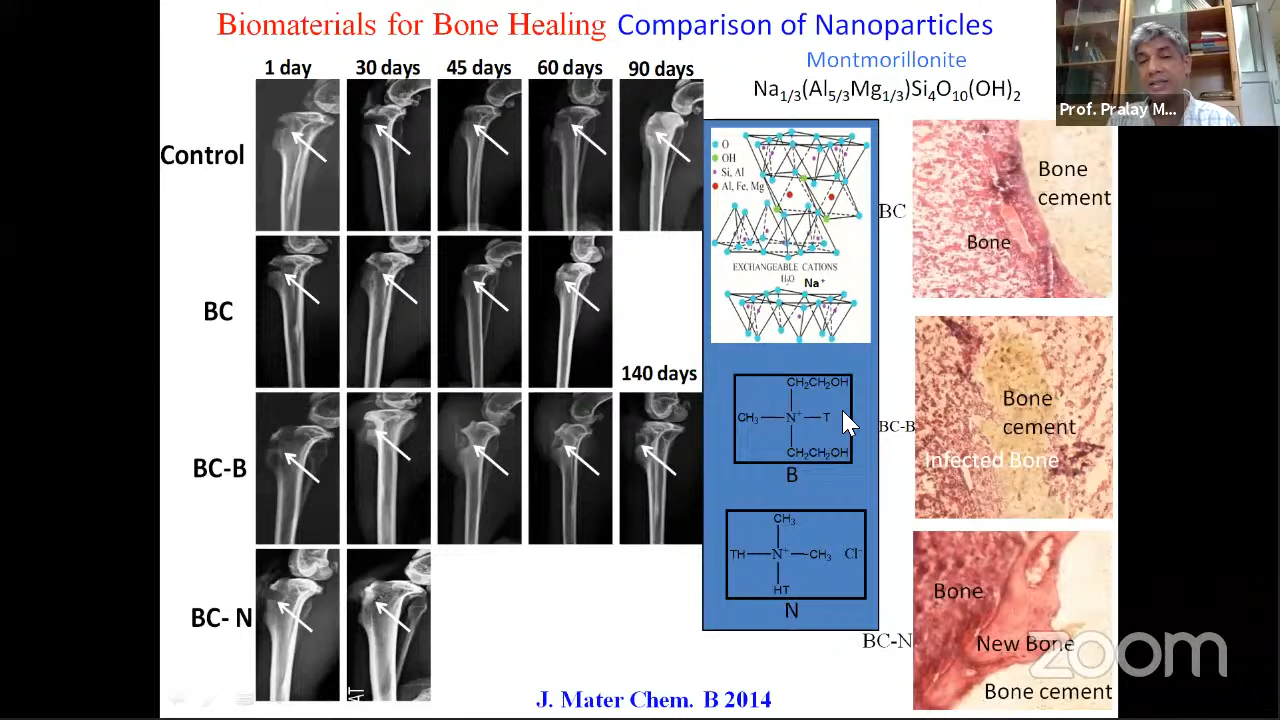 Biomaterials for Bone Healing Comparison of Nanoparticles
Montmorillonite
Na1/3(Al5/3Mg1/3)Si4O10(OH)2
Prof. Pralay M...
1 day 30 days 45 days 60 days 90 days
Control
BC
140 days
BC-B
BC- N
O
OH
Si, Al
Al, Fe, Mg
EXCHANGEABLE CATIONS
H2O Na+
CH2CH2OH
CH3 N+ T
CH2CH2OH
B
CH3
TH N+ CH3 Cl-
HT
N
BC
Bone
cement
Bone
BC-B
Bone
cement
Infected Bone
BC-N
Bone
New Bone
Bone cement
zoom
AT
J. Mater Chem. B 2014